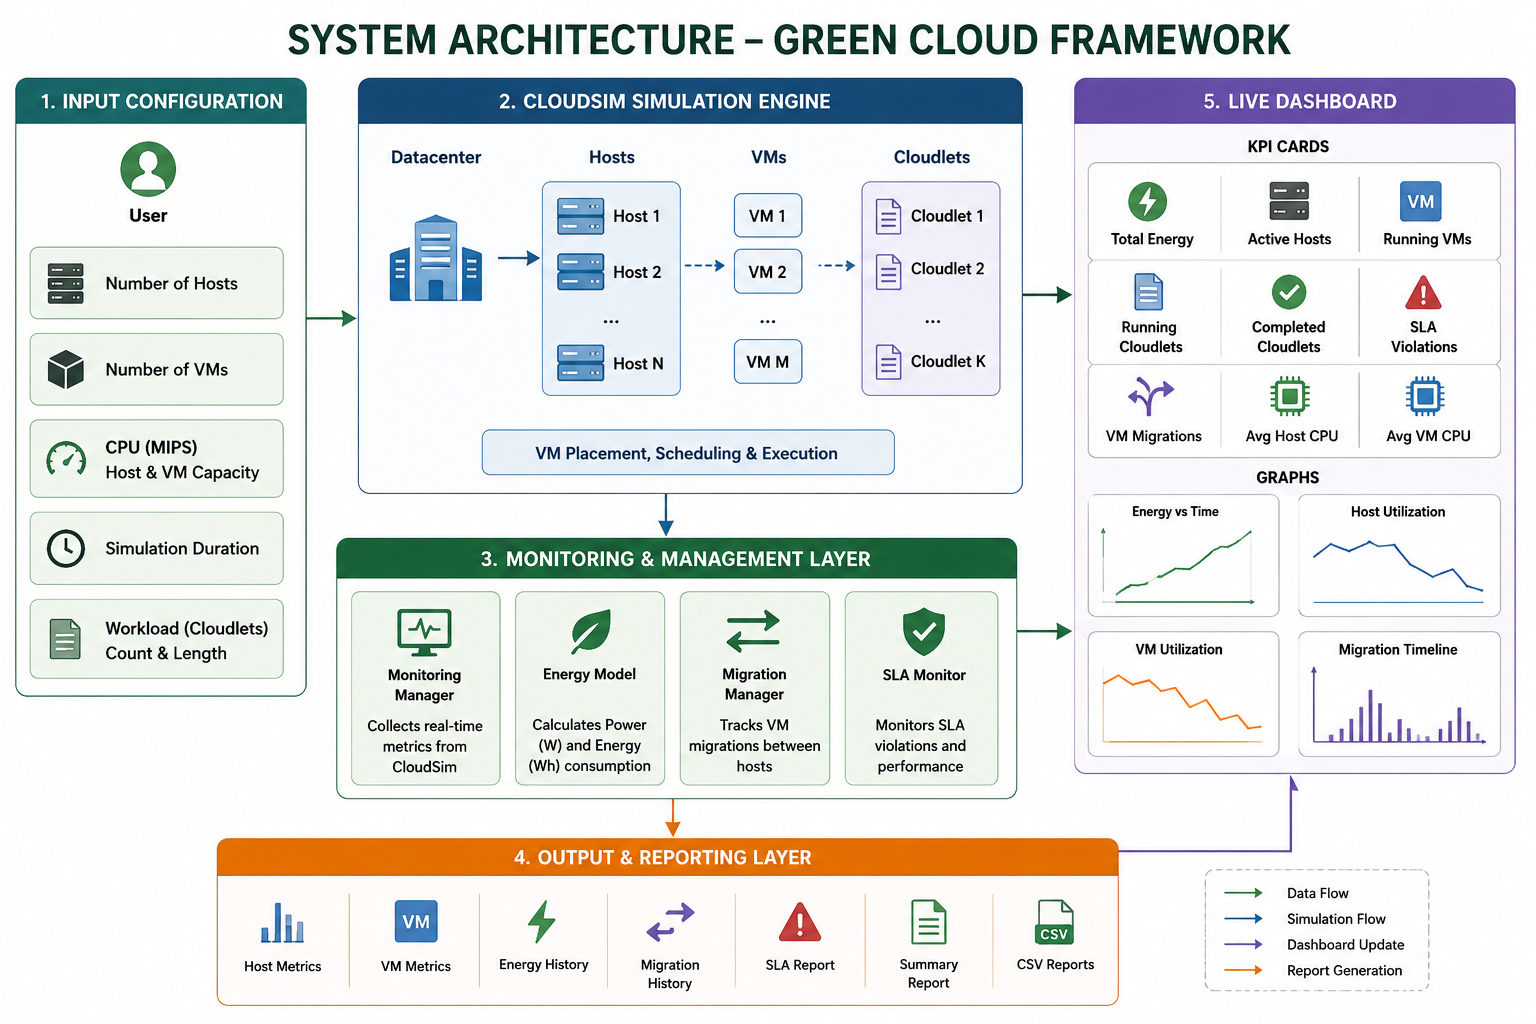 SYSTEM ARCHITECTURE – GREEN CLOUD FRAMEWORK
1. INPUT CONFIGURATION
User
Number of Hosts
Number of VMs
CPU (MIPS)
Host & VM Capacity
Simulation Duration
Workload (Cloudlets)
Count & Length
2. CLOUDSIM SIMULATION ENGINE
Datacenter
Hosts
VMs
Cloudlets
Host 1
Host 2
...
Host N
VM 1
VM 2
...
VM M
Cloudlet 1
Cloudlet 2
...
Cloudlet K
VM Placement, Scheduling & Execution
3. MONITORING & MANAGEMENT LAYER
Monitoring
Manager
Collects real-time
metrics from
CloudSim
Energy Model
Calculates Power
(W) and Energy
(Wh) consumption
Migration
Manager
Tracks VM
migrations between
hosts
SLA Monitor
Monitors SLA
violations and
performance
4. OUTPUT & REPORTING LAYER
Host Metrics
VM
VM Metrics
Energy History
Migration
History
SLA Report
Summary
Report
CSV
CSV Reports
5. LIVE DASHBOARD
KPI CARDS
Total Energy
Active Hosts
VM
Running VMs
Running
Cloudlets
Completed
Cloudlets
SLA
Violations
VM Migrations
Avg Host CPU
Avg VM CPU
GRAPHS
Energy vs Time
Host Utilization
VM Utilization
Migration Timeline
Data Flow
Simulation Flow
Dashboard Update
Report Generation